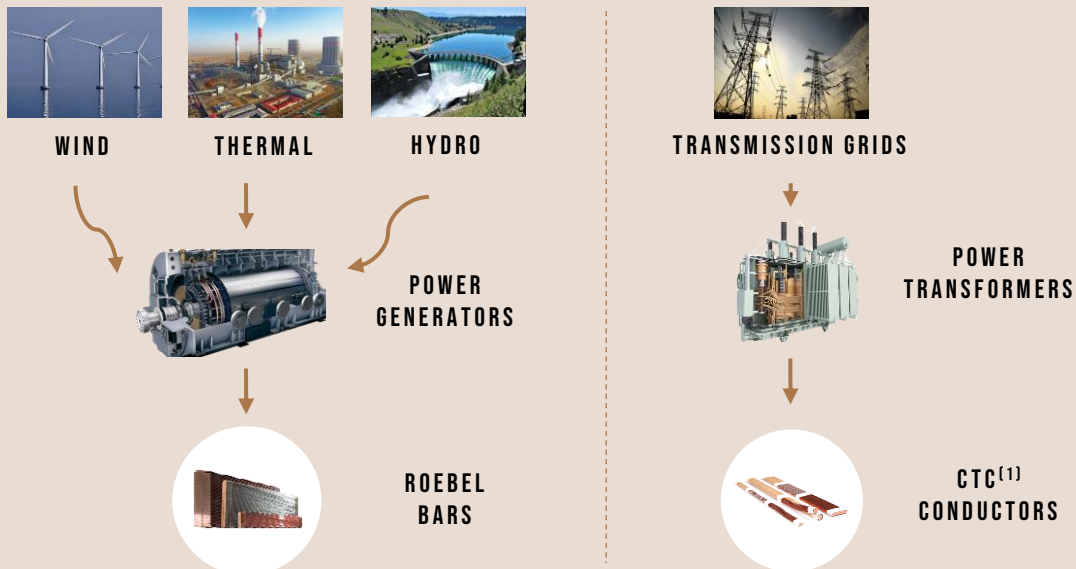 WIND
THERMAL
HYDRO
TRANSMISSION GRIDS
POWER
GENERATORS
POWER
TRANSFORMERS
ROEBEL
BARS
CTC(1)
CONDUCTORS